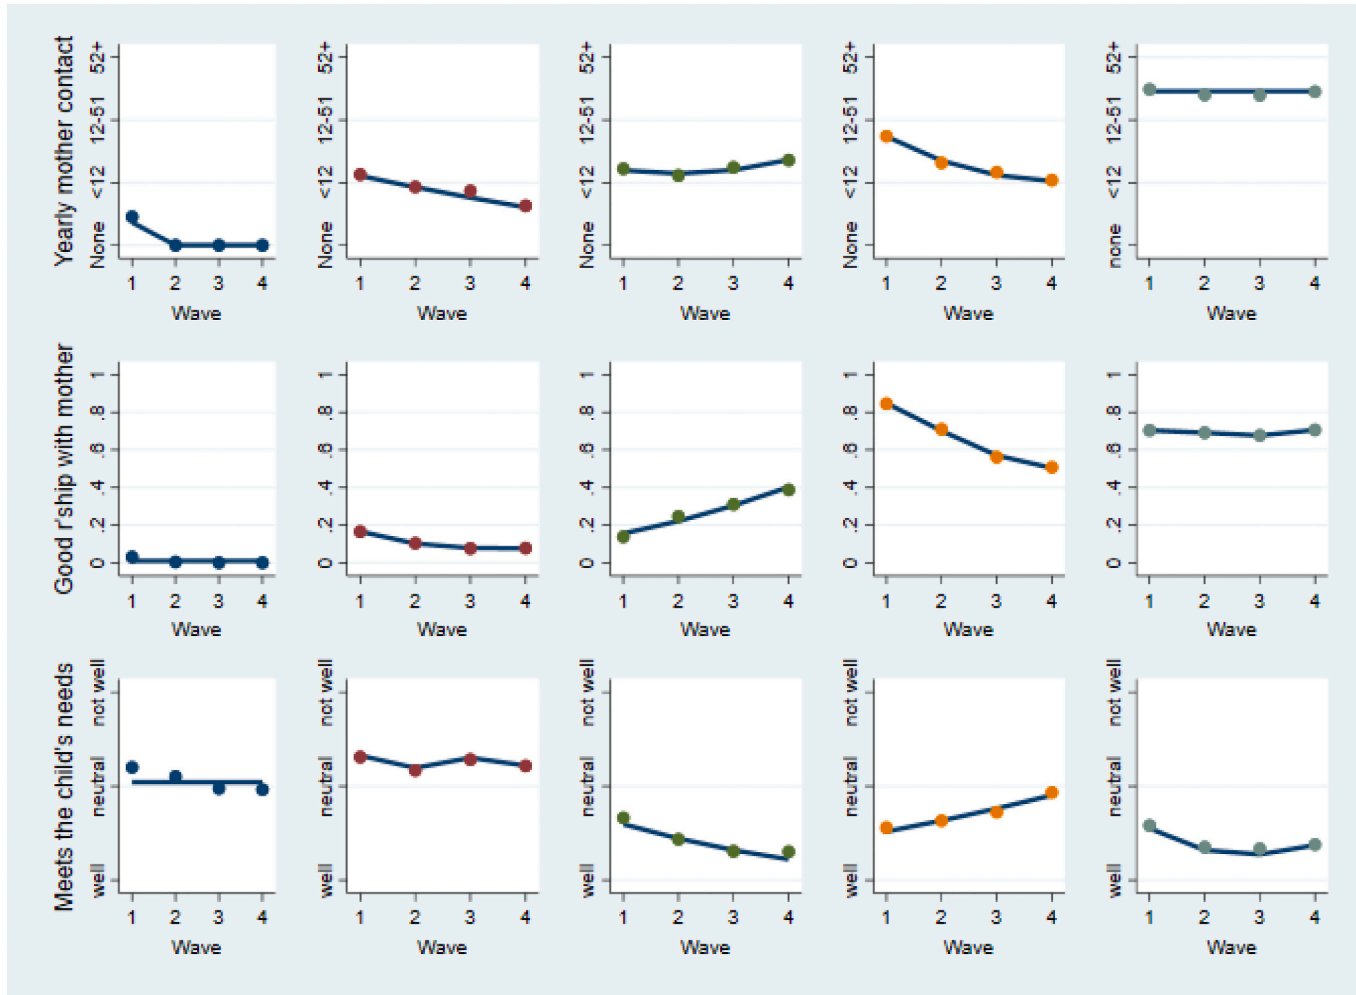 Yearly mother contact
52+
12-51
<12
None
1 2 3 4
Wave
52+
12-51
<12
None
1 2 3 4
Wave
52+
12-51
<12
None
1 2 3 4
Wave
52+
12-51
<12
None
1 2 3 4
Wave
52+
12-51
<12
none
1 2 3 4
Wave
Good r'ship with mother
1
.8
.6
.4
.2
0
1 2 3 4
Wave
1
.8
.6
.4
.2
0
1 2 3 4
Wave
1
.8
.6
.4
.2
0
1 2 3 4
Wave
1
.8
.6
.4
.2
0
1 2 3 4
Wave
1
.8
.6
.4
.2
0
1 2 3 4
Wave
Meets the child's needs
not well
neutral
well
1 2 3 4
Wave
not well
neutral
well
1 2 3 4
Wave
not well
neutral
well
1 2 3 4
Wave
not well
neutral
well
1 2 3 4
Wave
not well
neutral
well
1 2 3 4
Wave